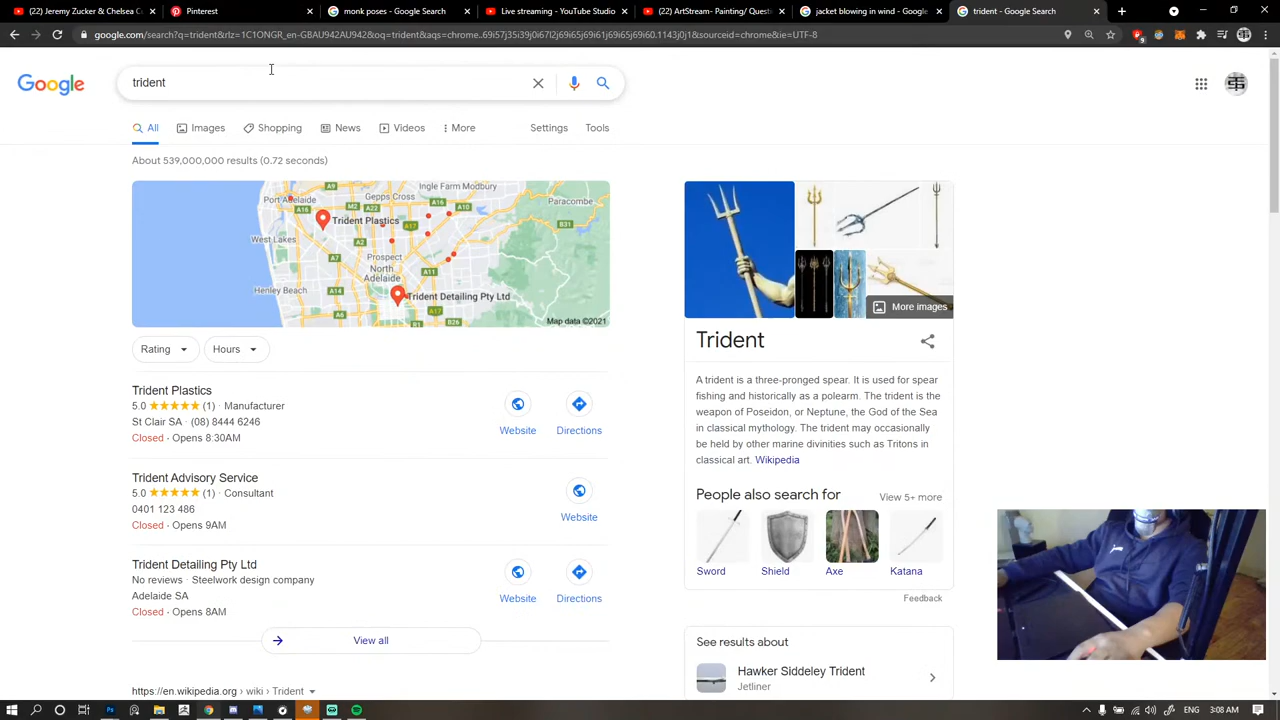 (22) Jeremy Zucker & Chelsea C
Pinterest
monk poses - Google Search
Live streaming - YouTube Studio
(22) ArtStream- Painting/ Quest
jacket blowing in wind - Google
trident - Google Search
google.com/search?q=trident&rlz=1C1ONGR_en-GBAU942AU942&oq=trident&aqs=chrome..69i57j35i39j0i67l2j69i65j69i61j69i65j69i60.1143j0j1&sourceid=chrome&ie=UTF-8
Google
trident
All
Images
Shopping
News
Videos
More
Settings
Tools
About 539,000,000 results (0.72 seconds)
Port Adelaide
Gepps Cross
Ingle Farm Modbury
Paracombe
West Lakes
Trident Plastics
Prospect
North Adelaide
Henley Beach
Trident Detailing Pty Ltd
Map data ©2021
Rating
Hours
Trident Plastics
5.0 (1) · Manufacturer
St Clair SA · (08) 8444 6246
Closed · Opens 8:30AM
Website
Directions
Trident Advisory Service
5.0 (1) · Consultant
0401 123 486
Closed · Opens 9AM
Website
Trident Detailing Pty Ltd
No reviews · Steelwork design company
Adelaide SA
Closed · Opens 8AM
Website
Directions
View all
https://en.wikipedia.org › wiki › Trident
More images
Trident
A trident is a three-pronged spear. It is used for spear
fishing and historically as a polearm. The trident is the
weapon of Poseidon, or Neptune, the God of the Sea
in classical mythology. The trident may occasionally
be held by other marine divinities such as Tritons in
classical art. Wikipedia
People also search for
View 5+ more
Sword
Shield
Axe
Katana
Feedback
See results about
Hawker Siddeley Trident
Jetliner
3:08 AM